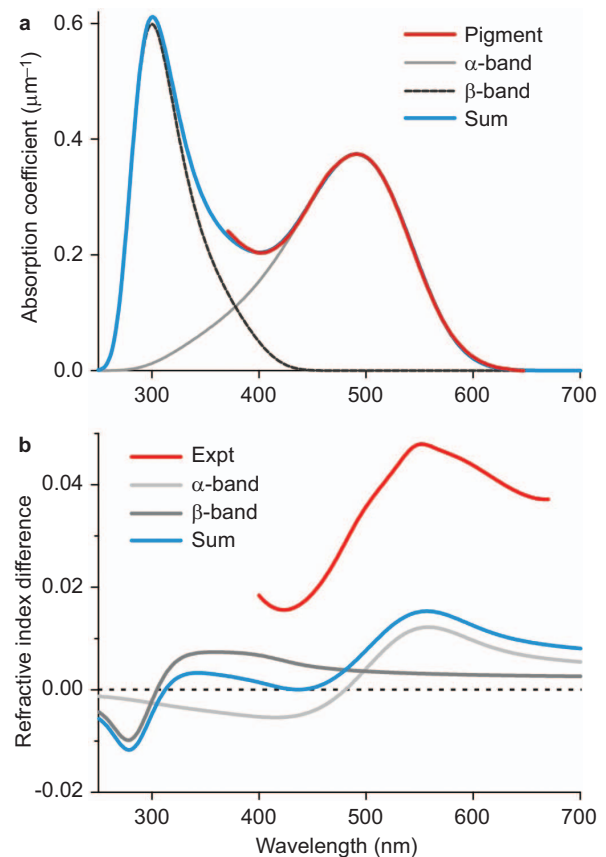 a
Absorption coefficient (μm⁻¹)
0.6
0.4
0.2
0.0
Pigment
α-band
β-band
Sum
300
400
500
600
700
b
Refractive index difference
0.04
0.02
0.00
-0.02
Expt
α-band
β-band
Sum
300
400
500
600
700
Wavelength (nm)